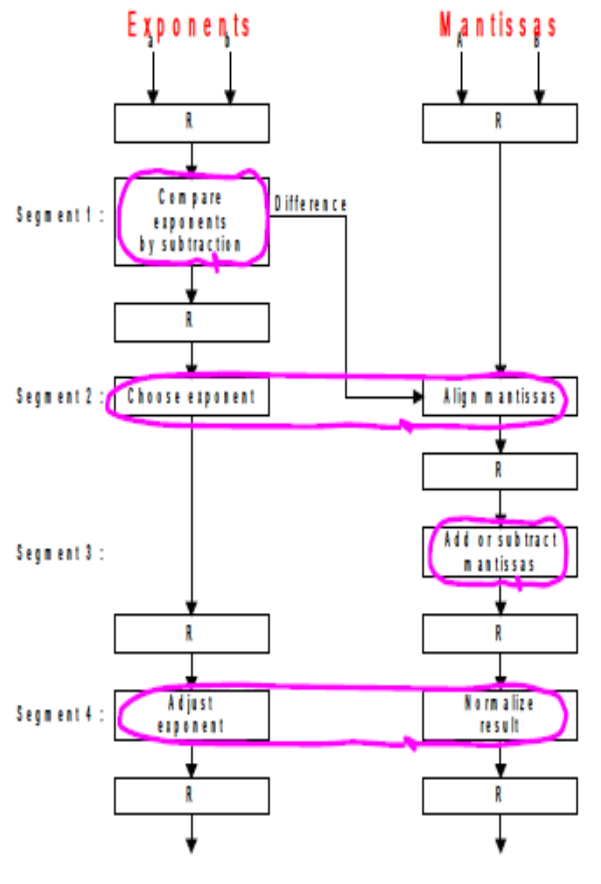 Exponents
Mantissas
a
b
A
B
R
R
Segment 1:
Compare
exponents
by subtraction
Difference
R
Segment 2:
Choose exponent
Align mantissas
R
Segment 3:
Add or subtract
mantissas
R
R
Segment 4:
Adjust
exponent
Normalize
result
R
R